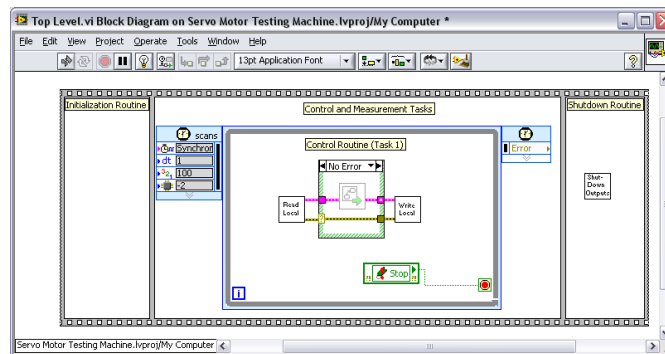 Top Level.vi Block Diagram on Servo Motor Testing Machine.lvproj/My Computer *
File Edit View Project Operate Tools Window Help
13pt Application Font
Initialization Routine
Control and Measurement Tasks
Shutdown Routine
scans
Synchron
Error
dt 1
100
-2
Control Routine (Task 1)
No Error
Read
Local
Write
Local
Shut-
Down
Outputs
Stop
i
Servo Motor Testing Machine.lvproj/My Computer